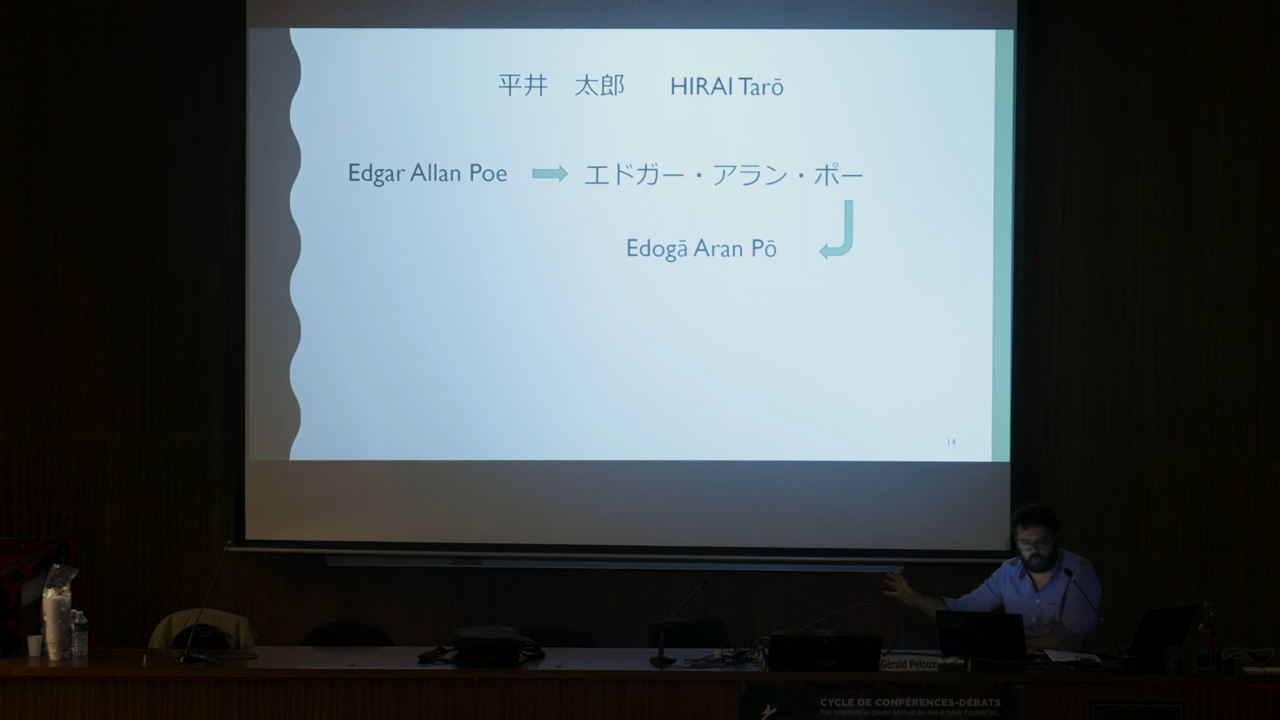 平井　太郎　HIRAI Tarō
Edgar Allan Poe エドガー・アラン・ポー
Edogā Aran Pō
14
Gérald Peloux
CYCLE DE CONFÉRENCES-DÉBATS